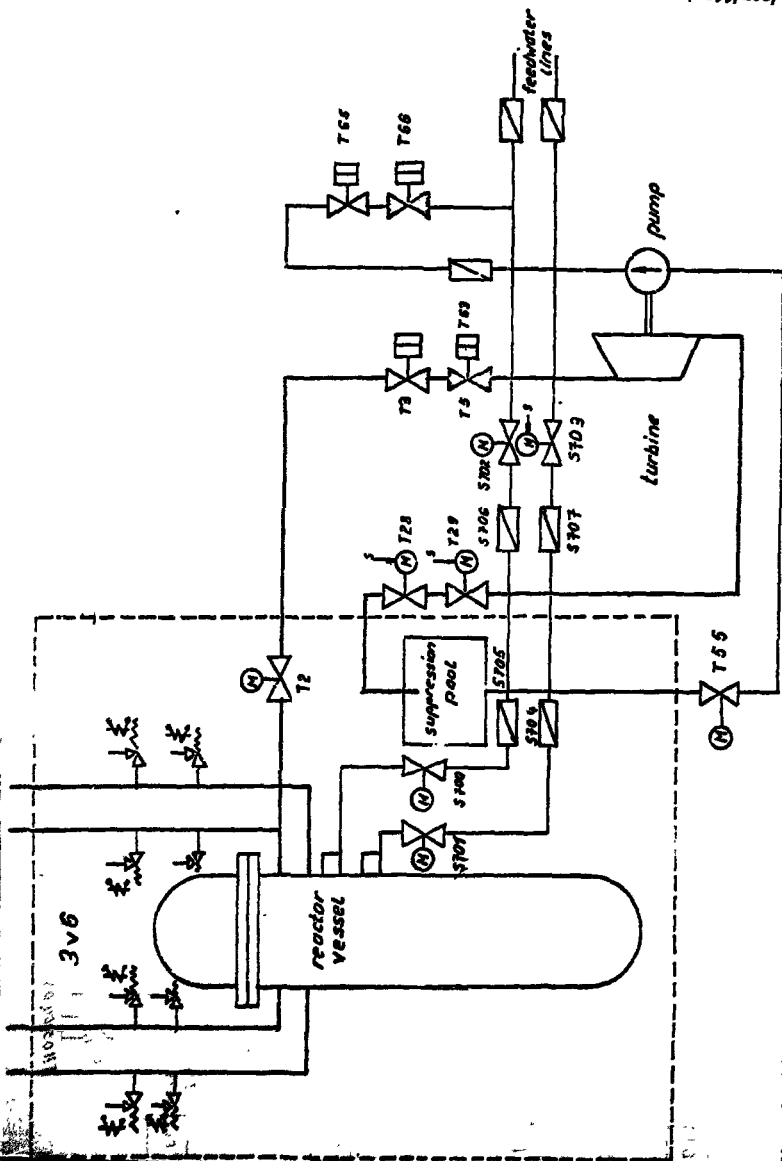 feedwater
lines
T65
T66
pump
T69
T3
T5
turbine
S702
S
S703
S706
S707
S
T28
S
T29
T55
T2
suppression
pool
S705
S704
M
M
M
M
M
M
M
M
S700
S701
3v6
reactor
vessel